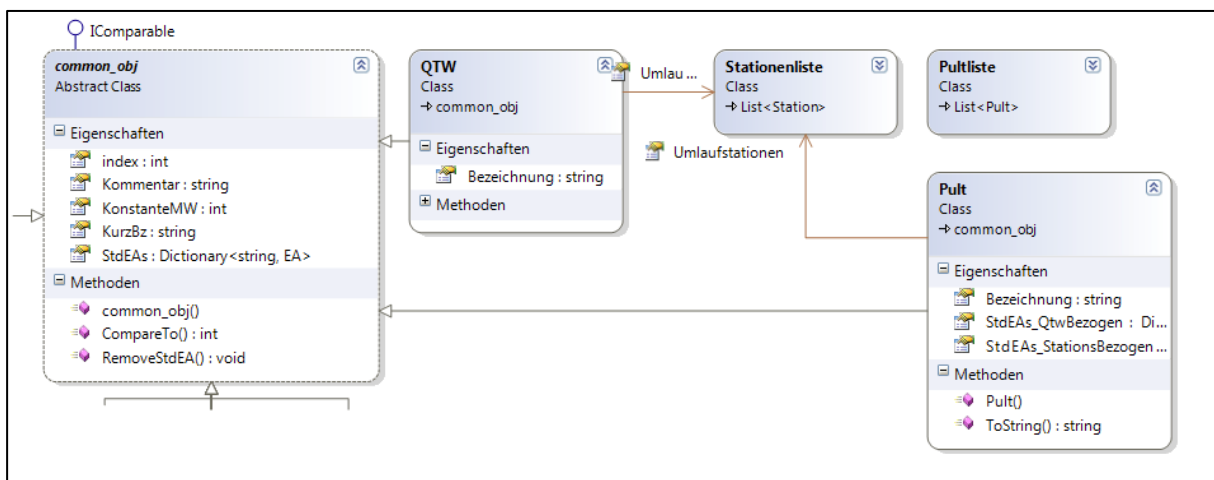 IComparable
common_obj
Abstract Class
Eigenschaften
index : int
Kommentar : string
KonstanteMW : int
KurzBz : string
StdEAs : Dictionary<string, EA>
Methoden
common_obj()
CompareTo() : int
RemoveStdEA() : void
QTW
Class
common_obj
Eigenschaften
Bezeichnung : string
Methoden
Umlau ...
Umlaufstationen
Stationenliste
Class
List<Station>
Pultliste
Class
List<Pult>
Pult
Class
common_obj
Eigenschaften
Bezeichnung : string
StdEAs_QtwBezogen : Di...
StdEAs_StationsBezogen ...
Methoden
Pult()
ToString() : string